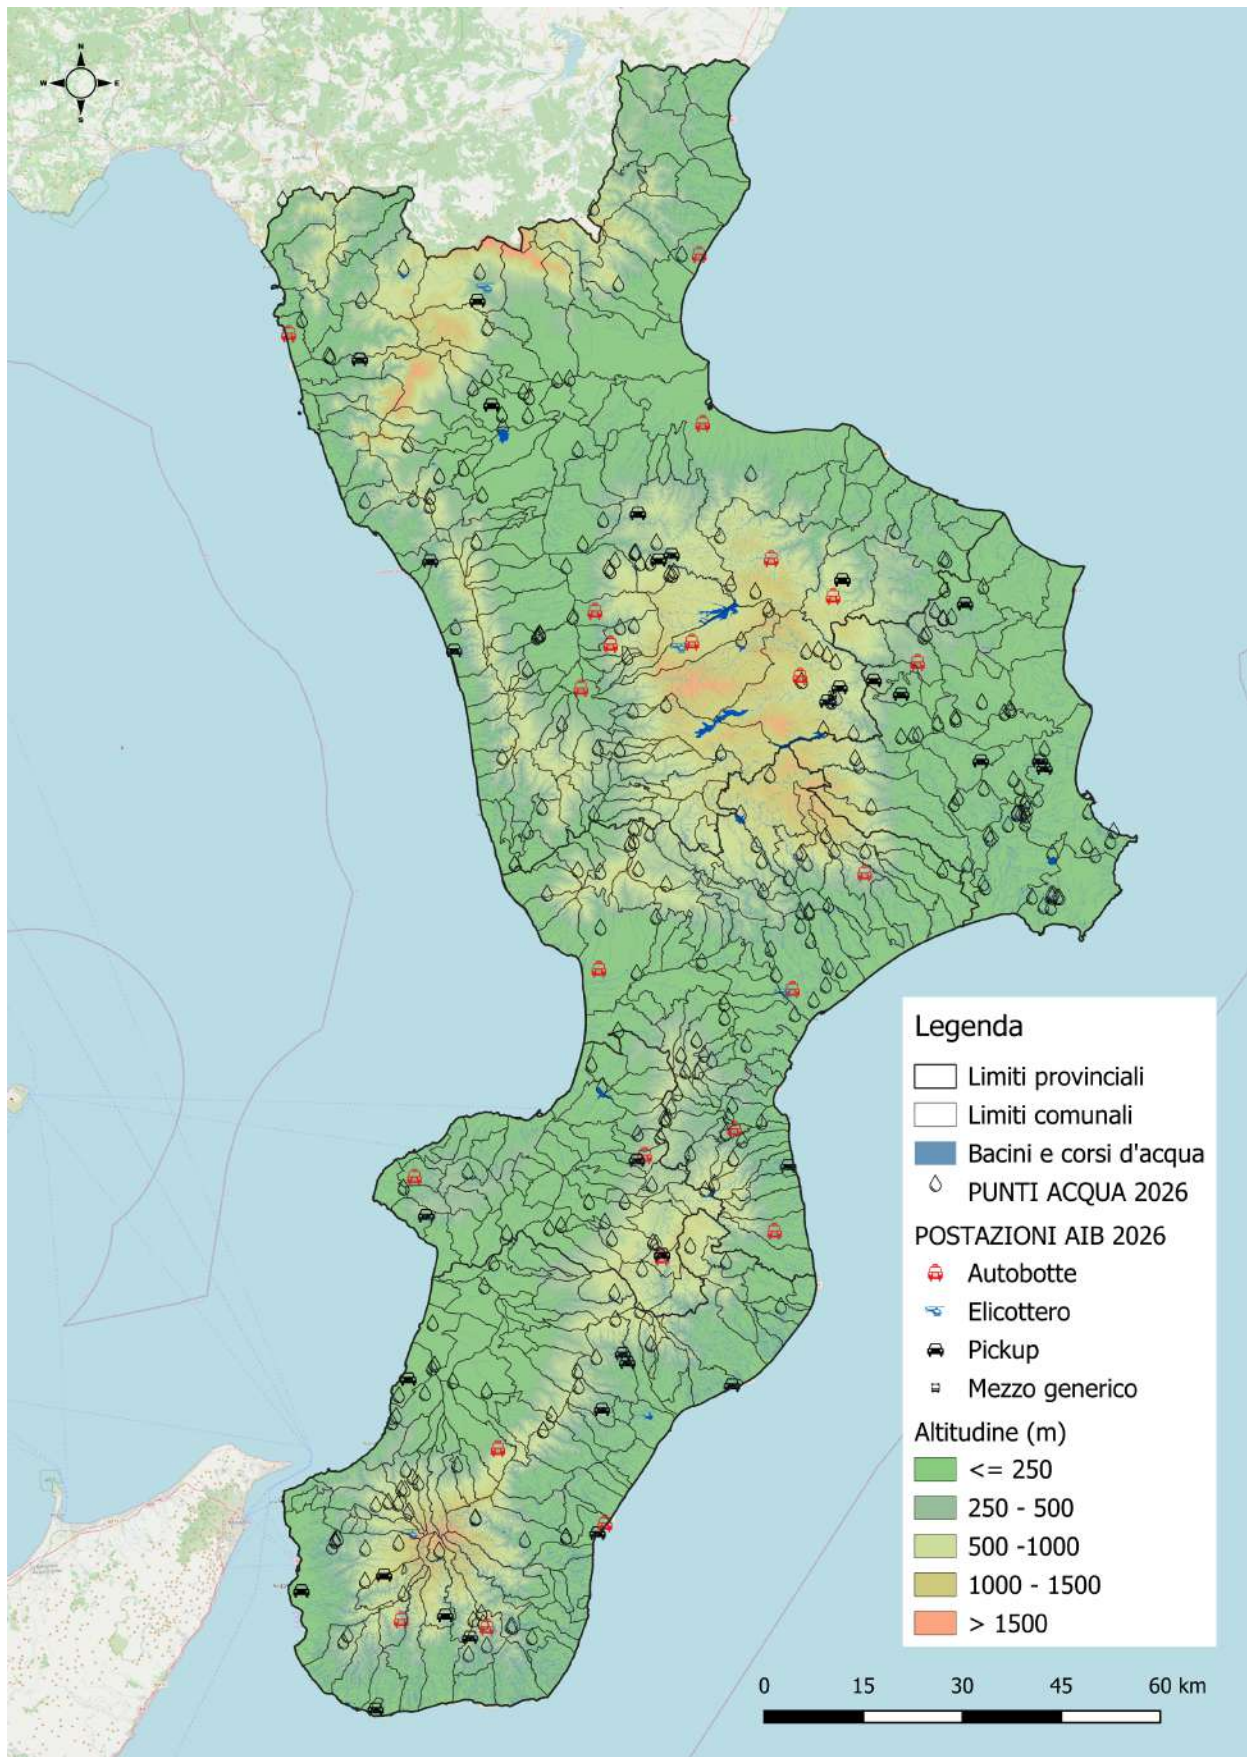 N
W E
S
Legenda
Limiti provinciali
Limiti comunali
Bacini e corsi d'acqua
PUNTI ACQUA 2026
POSTAZIONI AIB 2026
Autobotte
Elicottero
Pickup
Mezzo generico
Altitudine (m)
<= 250
250 - 500
500 -1000
1000 - 1500
> 1500
0 15 30 45 60 km